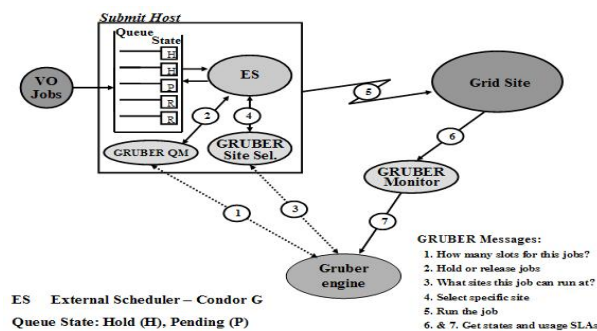 Submit Host
Queue
State
H
H
P
R
R
VO
Jobs
ES
2
4
GRUBER QM
GRUBER
Site Sel.
5
Grid Site
6
GRUBER
Monitor
7
1
3
Gruber
engine
GRUBER Messages:
1. How many slots for this jobs?
2. Hold or release jobs
3. What sites this job can run at?
4. Select specific site
5. Run the job
6. & 7. Get states and usage SLAs
ES External Scheduler – Condor G
Queue State: Hold (H), Pending (P)